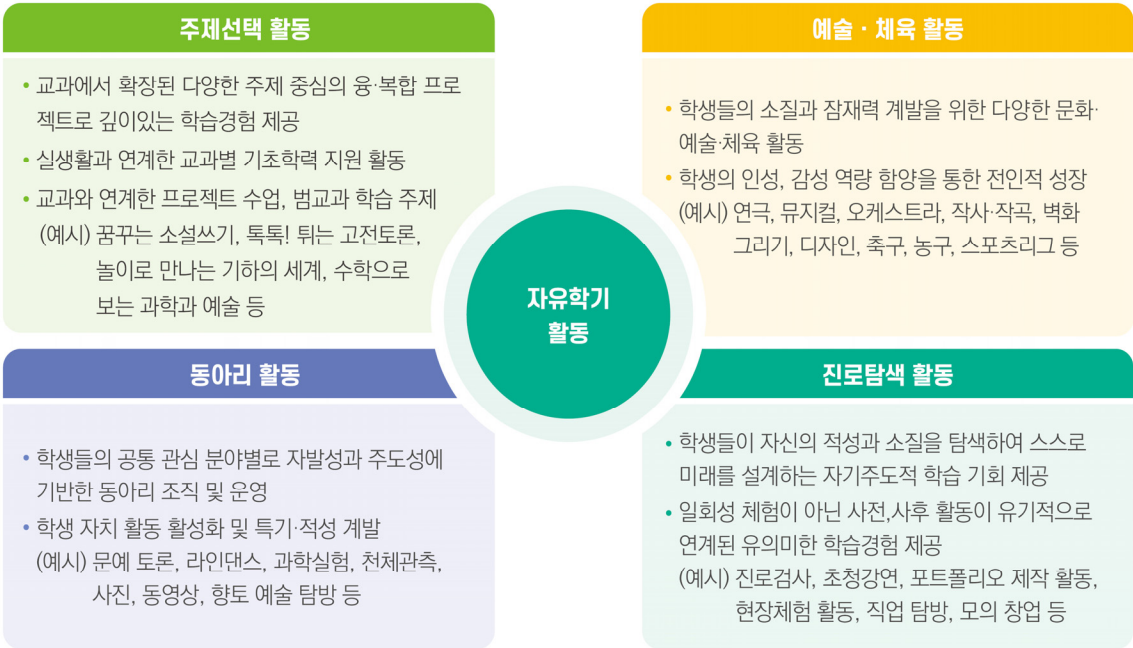 주제선택 활동
• 교과에서 확장된 다양한 주제 중심의 융·복합 프로
젝트로 깊이있는 학습경험 제공
• 실생활과 연계한 교과별 기초학력 지원 활동
• 교과와 연계한 프로젝트 수업, 범교과 학습 주제
(예시) 꿈꾸는 소설쓰기, 톡톡! 튀는 고전토론,
놀이로 만나는 기하의 세계, 수학으로
보는 과학과 예술 등
예술 · 체육 활동
• 학생들의 소질과 잠재력 계발을 위한 다양한 문화·
예술·체육 활동
• 학생의 인성, 감성 역량 함양을 통한 전인적 성장
(예시) 연극, 뮤지컬, 오케스트라, 작사·작곡, 벽화
그리기, 디자인, 축구, 농구, 스포츠리그 등
자유학기
활동
동아리 활동
• 학생들의 공통 관심 분야별로 자발성과 주도성에
기반한 동아리 조직 및 운영
• 학생 자치 활동 활성화 및 특기·적성 계발
(예시) 문예 토론, 라인댄스, 과학실험, 천체관측,
사진, 동영상, 향토 예술 탐방 등
진로탐색 활동
• 학생들이 자신의 적성과 소질을 탐색하여 스스로
미래를 설계하는 자기주도적 학습 기회 제공
• 일회성 체험이 아닌 사전,사후 활동이 유기적으로
연계된 유의미한 학습경험 제공
(예시) 진로검사, 초청강연, 포트폴리오 제작 활동,
현장체험 활동, 직업 탐방, 모의 창업 등